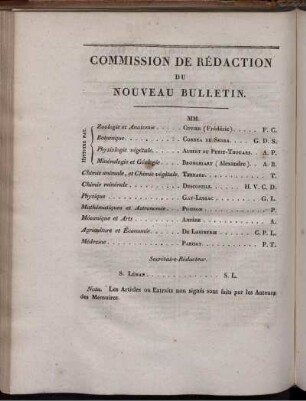 COMMISSION DE RÉDACTION
DU
NOUVEAU BULLETIN.
MM.
HISTOIRE NAT.
Zoologie et Anatomie . . . . . CUVIER (Frédéric) . . . . F. C.
Botanique . . . . . . . . CORREA DE SERRA . . . . G. D. S.
Physiologie végétale. . . . . AUBERT DU PETIT-THOUARS. . A. P.
Minéralogie et Géologie . . . . BRONGNIART (Alexandre) . . A. B.
Chimie animale, et Chimie végétale. THENARD. . . . . . T.
Chimie minérale . . . . . . DESCOTILS . . . . H. V. C. D.
Physique . . . . . . . . GAY-LUSSAC . . . . . G. L.
Mathématiques et Astronomie . . POISSON . . . . . . P.
Mécanique et Arts . . . . . AMPÈRE . . . . . . A.
Agriculture et Économie . . . . DE LASTEYRIE . . . . C. P. L.
Médecine . . . . . . . . PARISET . . . . . . P. T.
Secrétaire-Rédacteur.
S. LÉMAN . . . . . . . S. L.
Nota. Les Articles ou Extraits non signés sont faits par les Auteurs
des Mémoires.